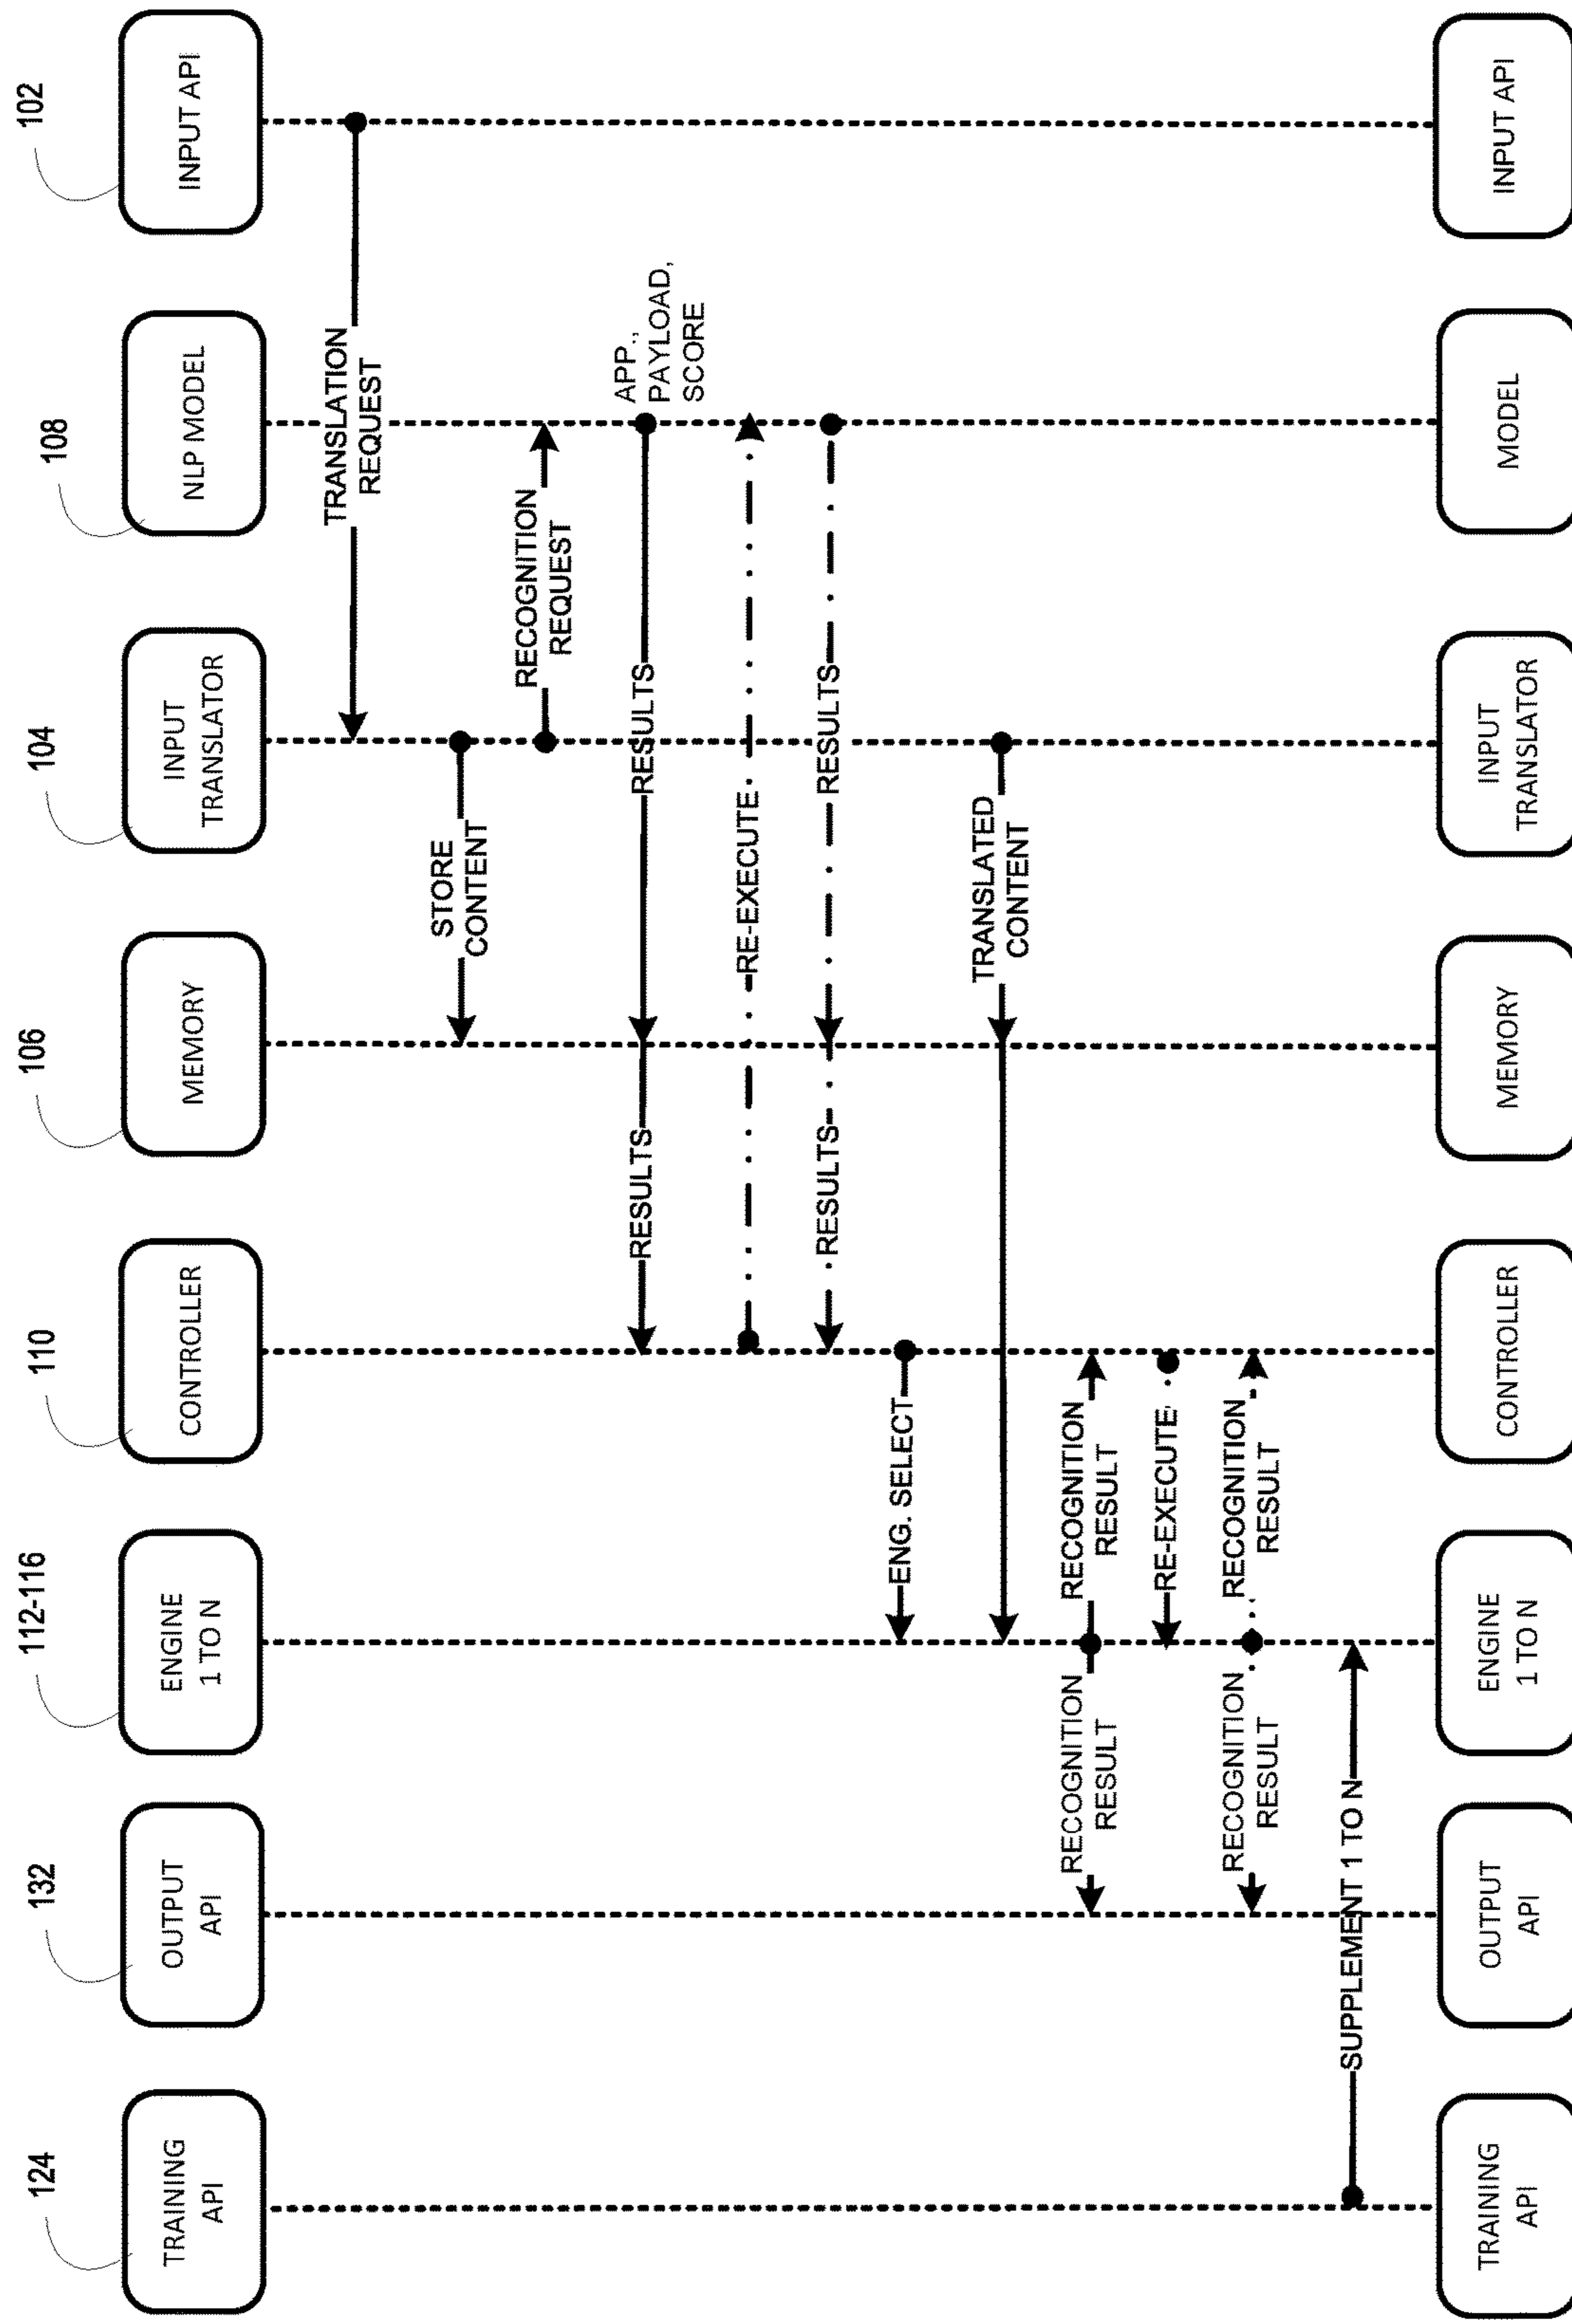 102
108
104
106
110
112-116
132
124
INPUT API
NLP MODEL
INPUT
TRANSLATOR
MEMORY
CONTROLLER
ENGINE
1 TO N
OUTPUT
API
TRAINING
API
TRANSLATION
REQUEST
STORE
CONTENT
RECOGNITION
REQUEST
APP.,
PAYLOAD,
SCORE
RESULTS
RESULTS
RE-EXECUTE
RESULTS
RESULTS
ENG. SELECT
TRANSLATED
CONTENT
RECOGNITION
RESULT
RECOGNITION
RESULT
RE-EXECUTE
RECOGNITION
RESULT
RECOGNITION
RESULT
SUPPLEMENT 1 TO N
INPUT API
MODEL
INPUT
TRANSLATOR
MEMORY
CONTROLLER
ENGINE
1 TO N
OUTPUT
API
TRAINING
API